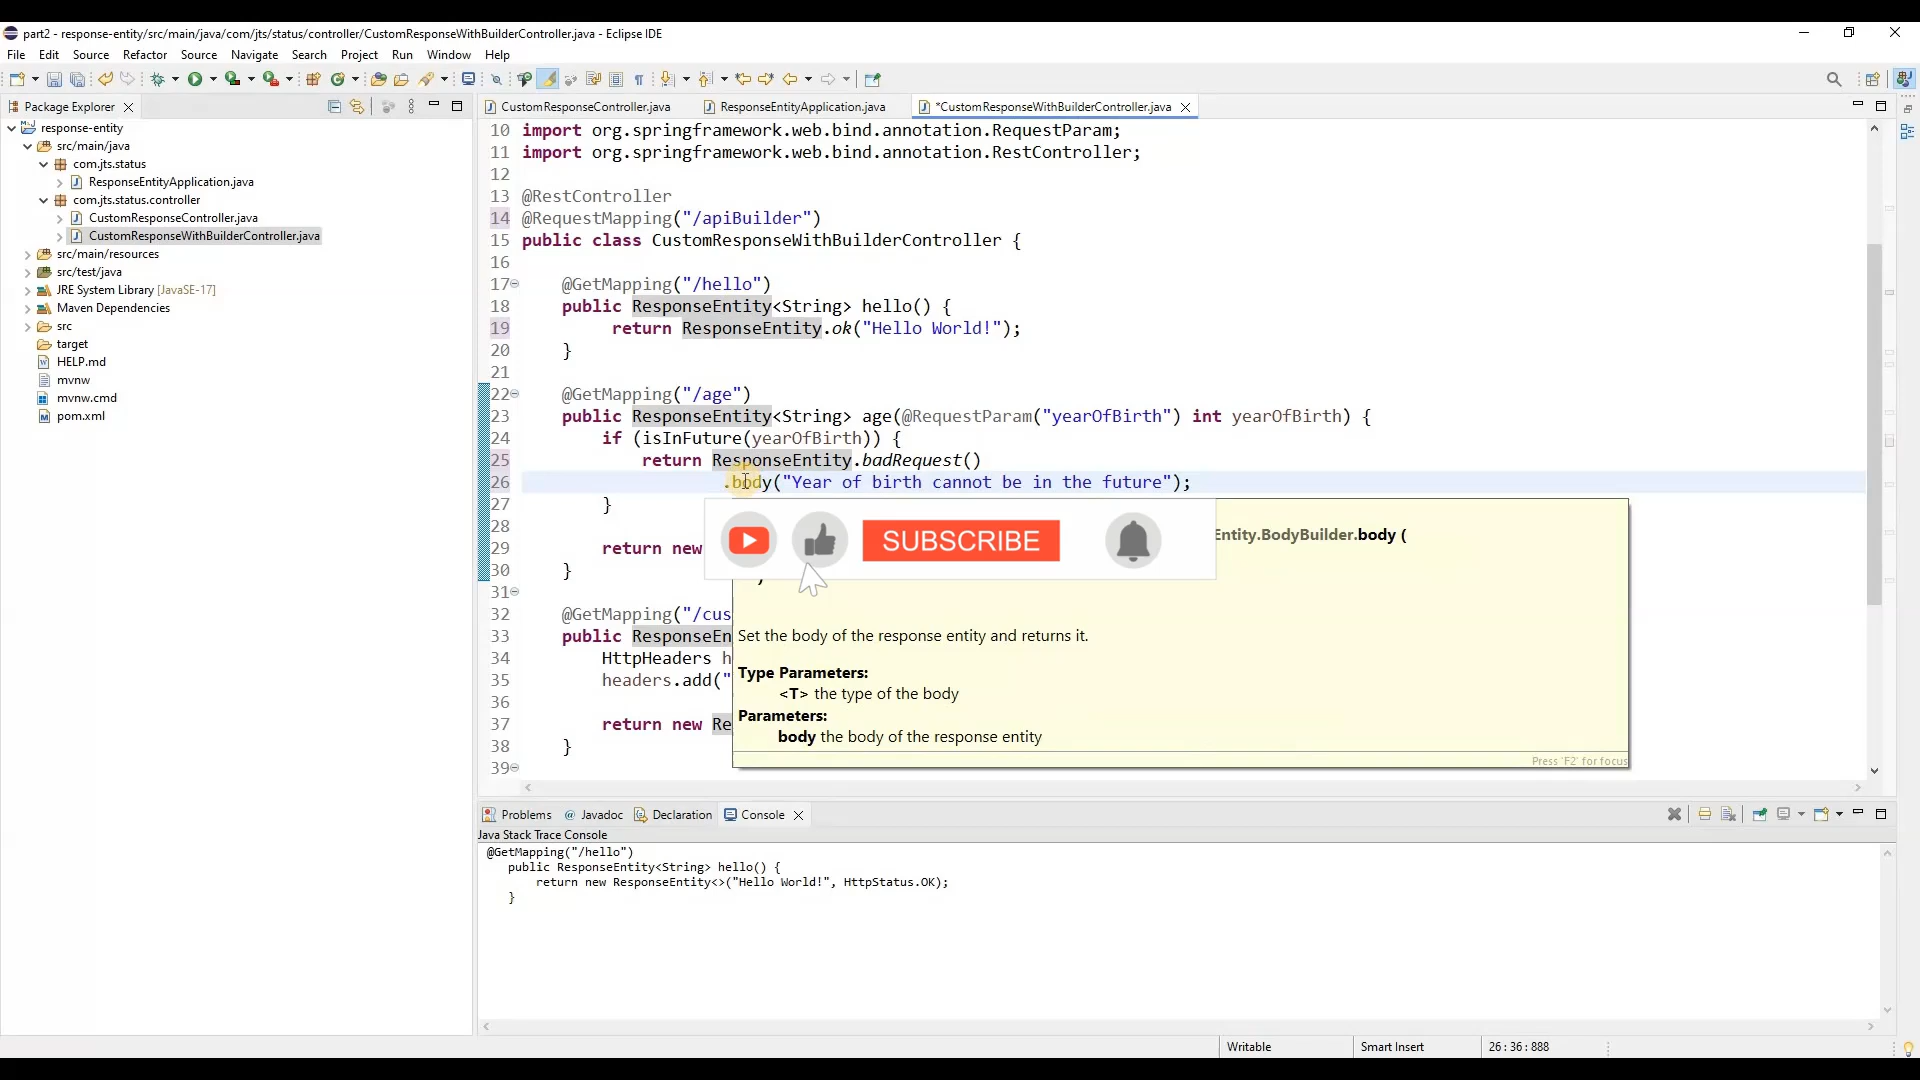 part2 - response-entity/src/main/java/com/jts/status/controller/CustomResponseWithBuilderController.java - Eclipse IDE
File Edit Source Refactor Source Navigate Search Project Run Window Help
Package Explorer
response-entity
src/main/java
com.jts.status
ResponseEntityApplication.java
com.jts.status.controller
CustomResponseController.java
CustomResponseWithBuilderController.java
src/main/resources
src/test/java
JRE System Library [JavaSE-17]
Maven Dependencies
src
target
HELP.md
mvnw
mvnw.cmd
pom.xml
CustomResponseController.java ResponseEntityApplication.java *CustomResponseWithBuilderController.java
10 import org.springframework.web.bind.annotation.RequestParam;
11 import org.springframework.web.bind.annotation.RestController;
12
13 @RestController
14 @RequestMapping("/apiBuilder")
15 public class CustomResponseWithBuilderController {
16
17 @GetMapping("/hello")
18 public ResponseEntity<String> hello() {
19 return ResponseEntity.ok("Hello World!");
20 }
21
22 @GetMapping("/age")
23 public ResponseEntity<String> age(@RequestParam("yearOfBirth") int yearOfBirth) {
24 if (isInFuture(yearOfBirth)) {
25 return ResponseEntity.badRequest()
26 .body("Year of birth cannot be in the future");
27 }
28
29 return new
30 }
31
32 @GetMapping("/cus
33 public ResponseEn
34 HttpHeaders h
35 headers.add("
36
37 return new Re
38 }
39
SUBSCRIBE
Entity.BodyBuilder.body (
)
Set the body of the response entity and returns it.
Type Parameters:
<T> the type of the body
Parameters:
body the body of the response entity
Press 'F2' for focus
Problems Javadoc Declaration Console
Java Stack Trace Console
@GetMapping("/hello")
public ResponseEntity<String> hello() {
return new ResponseEntity<>("Hello World!", HttpStatus.OK);
}
Writable Smart Insert 26 : 36 : 888